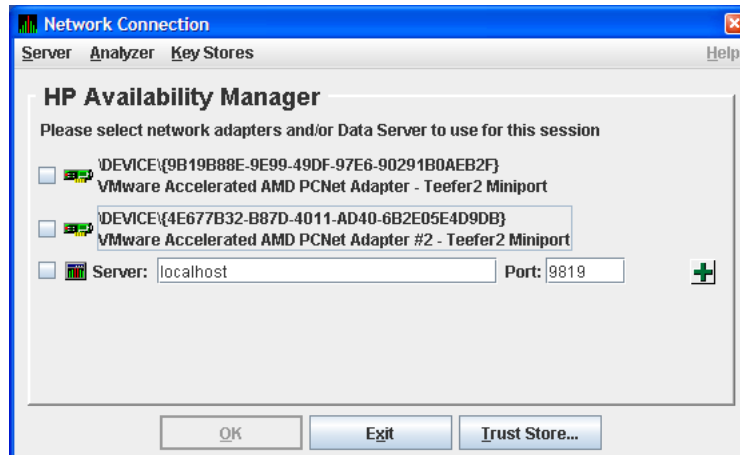 Network Connection
Server Analyzer Key Stores Help
HP Availability Manager
Please select network adapters and/or Data Server to use for this session
\DEVICE\{9B19B88E-9E99-49DF-97E6-90291B0AEB2F}
VMware Accelerated AMD PCNet Adapter - Teefer2 Miniport
\DEVICE\{4E677B32-B87D-4011-AD40-6B2E05E4D9DB}
VMware Accelerated AMD PCNet Adapter #2 - Teefer2 Miniport
Server: localhost Port: 9819
OK Exit Trust Store...